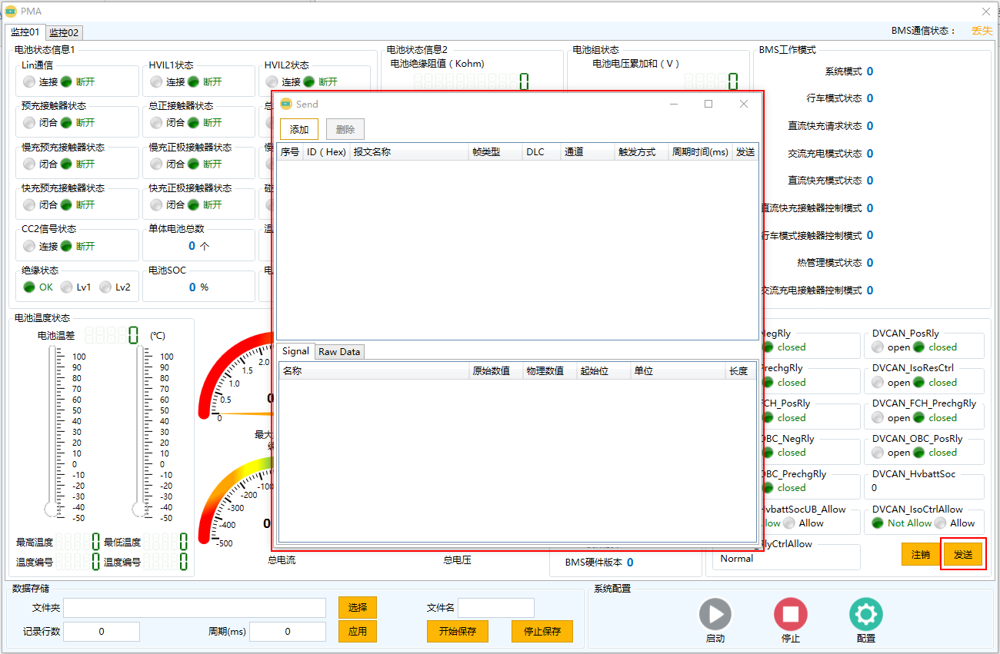 PMA
监控01 监控02
BMS通信状态： 丢失
电池状态信息1
Lin通信
连接 断开
HVIL1状态
连接 断开
HVIL2状态
连接 断开
预充接触器状态
闭合 断开
总正接触器状态
闭合 断开
慢充预充接触器状态
闭合 断开
慢充正极接触器状态
闭合 断开
快充预充接触器状态
闭合 断开
快充正极接触器状态
闭合 断开
CC2信号状态
连接 断开
单体电池总数
0 个
绝缘状态
OK Lv1 Lv2
电池SOC
0 %
电池状态信息2
电池绝缘阻值（Kohm）
0
电池组状态
电池电压累加和（V）
0
BMS工作模式
系统模式 0
行车模式状态 0
直流快充请求状态 0
交流充电模式状态 0
直流快充模式状态 0
直流快充接触器控制模式 0
行车模式接触器控制模式 0
热管理模式状态 0
交流充电接触器控制模式 0
Send
添加 删除
序号 ID（Hex） 报文名称 帧类型 DLC 通道 触发方式 周期时间(ms) 发送
Signal Raw Data
名称 原始数值 物理数值 起始位 单位 长度
电池温度状态
电池温差 0 (℃)
100 100
90 90
80 80
70 70
60 60
50 50
40 40
30 30
20 20
10 10
0 0
-10 -10
-20 -20
-30 -30
-40 -40
-50 -50
最高温度 0 最低温度 0
温度编号 0 温度编号 0
2.0
1.5
1.0
0.5
0
0
最大
-100
-200
-300
-400
-500
0
总电流
总电压
BMS硬件版本 0
NegRly
closed
DVCAN_PosRly
open closed
PrechgRly
closed
DVCAN_IsoResCtrl
open closed
FCH_PosRly
closed
DVCAN_FCH_PrechgRly
open closed
OBC_NegRly
closed
DVCAN_OBC_PosRly
open closed
OBC_PrechgRly
closed
DVCAN_HvbattSoc
0
HvbattSocUB_Allow
low Allow
DVCAN_IsoCtrlAllow
Not Allow Allow
RlyCtrlAllow
Normal
注销 发送
数据存储
文件夹 选择 文件名
记录行数 0 周期(ms) 0 应用 开始保存 停止保存
系统配置
启动 停止 配置